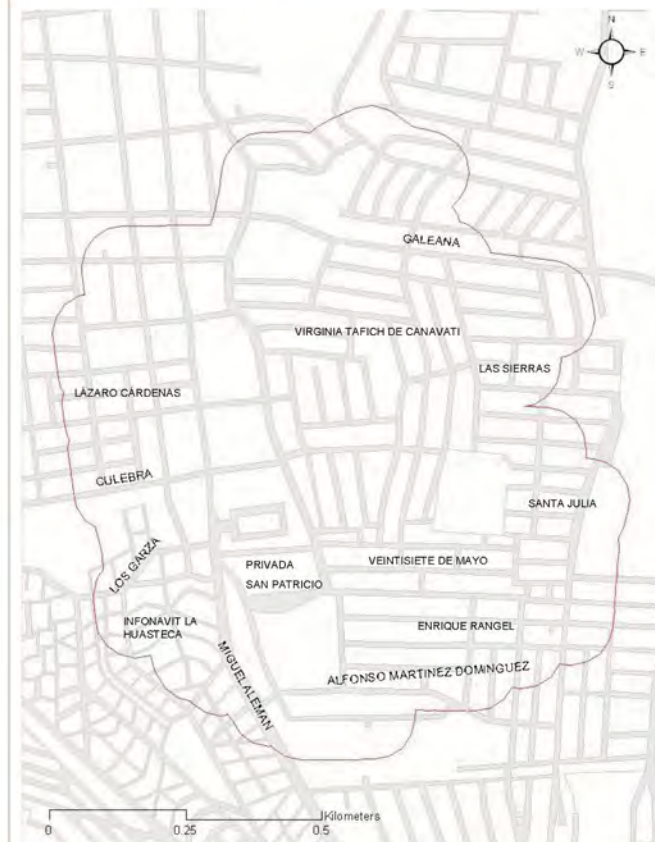 N
W E
S
GALEANA
VIRGINIA TAFICH DE CANAVATI
LAS SIERRAS
LÁZARO CÁRDENAS
CULEBRA
SANTA JULIA
LOS GARZA
PRIVADA
SAN PATRICIO
VEINTISIETE DE MAYO
INFONAVIT LA
HUASTECA
ENRIQUE RANGEL
MIGUEL ALEMAN
ALFONSO MARTINEZ DOMINGUEZ
Kilometers
0 0.25 0.5